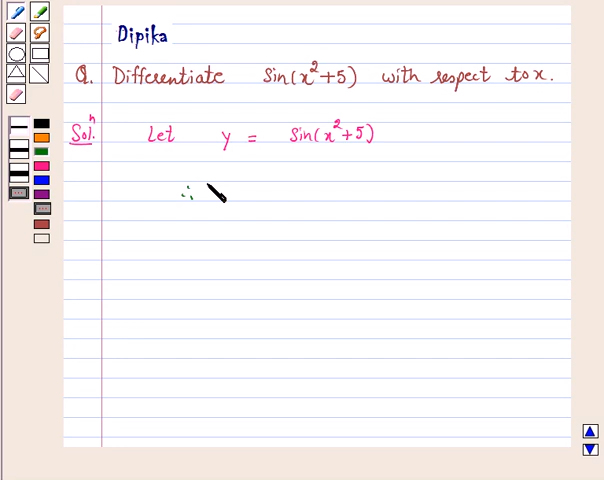 Dipika
Q. Differentiate Sin(x²+5) with respect to x.
Solⁿ. Let y = Sin(x²+5)
∴